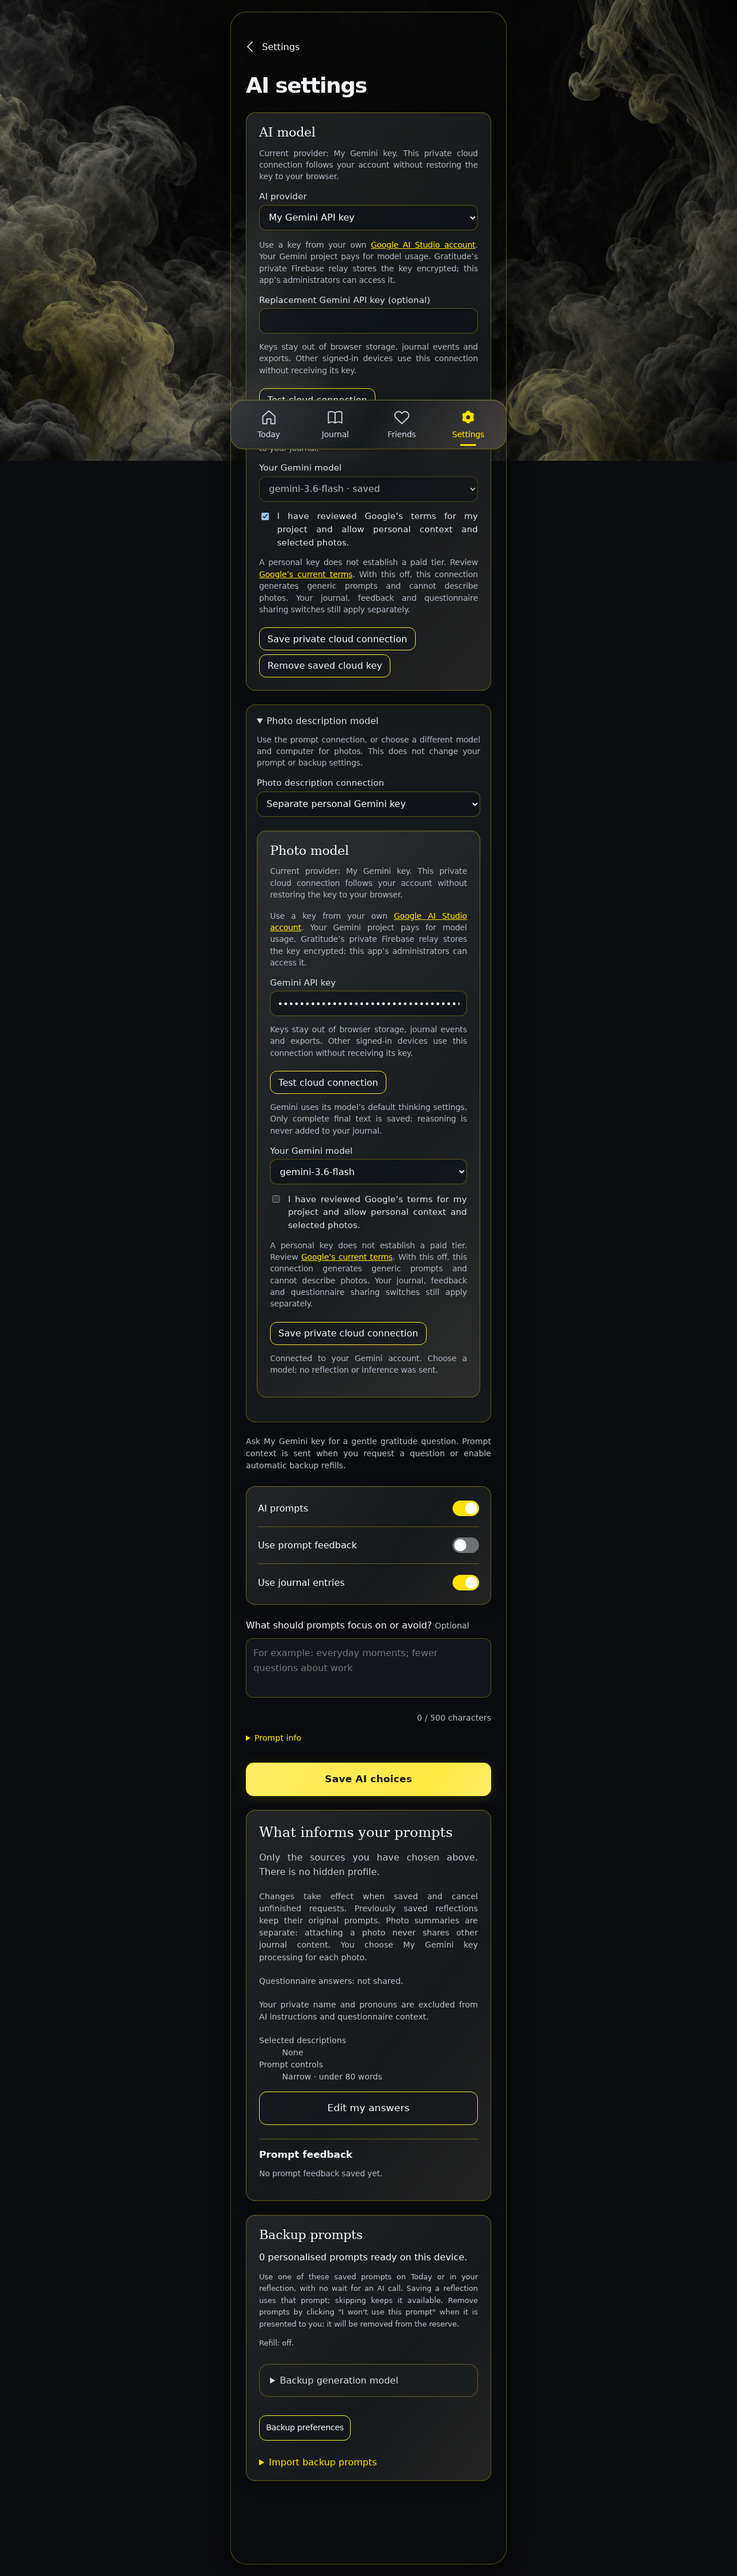 Settings
AI settings
AI model
Current provider: My Gemini key. This private cloud
connection follows your account without restoring the
key to your browser.
AI provider
My Gemini API key
Use a key from your own Google AI Studio account.
Your Gemini project pays for model usage. Gratitude's
private Firebase relay stores the key encrypted; this
app's administrators can access it.
Replacement Gemini API key (optional)
Keys stay out of browser storage, journal events and
exports. Other signed-in devices use this connection
without receiving its key.
Test cloud connection
Today
Journal
Friends
Settings
to your journal.
Your Gemini model
gemini-3.6-flash · saved
I have reviewed Google's terms for my
project and allow personal context and
selected photos.
A personal key does not establish a paid tier. Review
Google's current terms. With this off, this connection
generates generic prompts and cannot describe
photos. Your journal, feedback and questionnaire
sharing switches still apply separately.
Save private cloud connection
Remove saved cloud key
▼ Photo description model
Use the prompt connection, or choose a different model
and computer for photos. This does not change your
prompt or backup settings.
Photo description connection
Separate personal Gemini key
Photo model
Current provider: My Gemini key. This private
cloud connection follows your account without
restoring the key to your browser.
Use a key from your own Google AI Studio
account. Your Gemini project pays for model
usage. Gratitude's private Firebase relay stores
the key encrypted; this app's administrators can
access it.
Gemini API key
Keys stay out of browser storage, journal events
and exports. Other signed-in devices use this
connection without receiving its key.
Test cloud connection
Gemini uses its model's default thinking settings.
Only complete final text is saved; reasoning is
never added to your journal.
Your Gemini model
gemini-3.6-flash
I have reviewed Google's terms for my
project and allow personal context and
selected photos.
A personal key does not establish a paid tier.
Review Google's current terms. With this off, this
connection generates generic prompts and
cannot describe photos. Your journal, feedback
and questionnaire sharing switches still apply
separately.
Save private cloud connection
Connected to your Gemini account. Choose a
model; no reflection or inference was sent.
Ask My Gemini key for a gentle gratitude question. Prompt
context is sent when you request a question or enable
automatic backup refills.
AI prompts
Use prompt feedback
Use journal entries
What should prompts focus on or avoid? Optional
For example: everyday moments; fewer
questions about work
0 / 500 characters
▶ Prompt info
Save AI choices
What informs your prompts
Only the sources you have chosen above.
There is no hidden profile.
Changes take effect when saved and cancel
unfinished requests. Previously saved reflections
keep their original prompts. Photo summaries are
separate: attaching a photo never shares other
journal content. You choose My Gemini key
processing for each photo.
Questionnaire answers: not shared.
Your private name and pronouns are excluded from
AI instructions and questionnaire context.
Selected descriptions
None
Prompt controls
Narrow · under 80 words
Edit my answers
Prompt feedback
No prompt feedback saved yet.
Backup prompts
0 personalised prompts ready on this device.
Use one of these saved prompts on Today or in your
reflection, with no wait for an AI call. Saving a reflection
uses that prompt; skipping keeps it available. Remove
prompts by clicking "I won't use this prompt" when it is
presented to you; it will be removed from the reserve.
Refill: off.
▶ Backup generation model
Backup preferences
▶ Import backup prompts